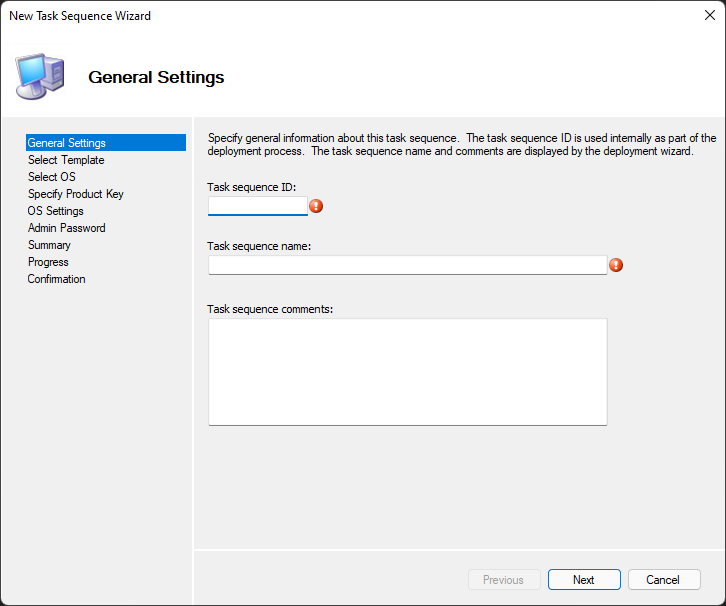 New Task Sequence Wizard
General Settings
General Settings
Select Template
Select OS
Specify Product Key
OS Settings
Admin Password
Summary
Progress
Confirmation
Specify general information about this task sequence.  The task sequence ID is used internally as part of the
deployment process.  The task sequence name and comments are displayed by the deployment wizard.
Task sequence ID:
Task sequence name:
Task sequence comments:
Previous
Next
Cancel